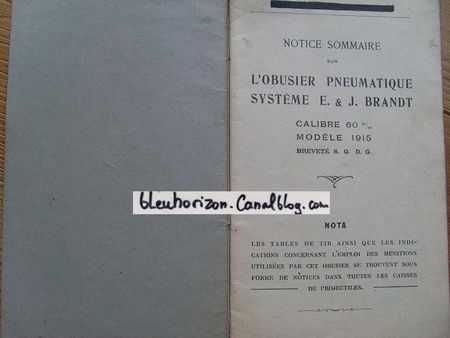 NOTICE SOMMAIRE
SUR
L'OBUSIER PNEUMATIQUE
SYSTÈME E. & J. BRANDT
CALIBRE 60 m/m
MODÈLE 1915
BREVETÉ S. G. D. G.
bleuhorizon.Canalblog.com
NOTA
LES TABLES DE TIR AINSI QUE LES INDI-
CATIONS CONCERNANT L'EMPLOI DES MUNITIONS
UTILISÉES PAR CET OBUSIER SE TROUVENT SOUS
FORME DE NOTICES DANS TOUTES LES CAISSES
DE PROJECTILES.